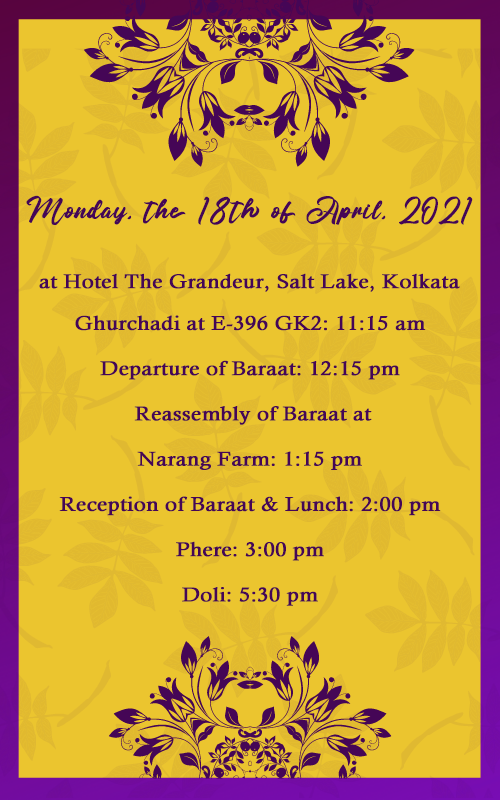 Monday, the 18th of April, 2021
at Hotel The Grandeur, Salt Lake, Kolkata
Ghurchadi at E-396 GK2: 11:15 am
Departure of Baraat: 12:15 pm
Reassembly of Baraat at
Narang Farm: 1:15 pm
Reception of Baraat & Lunch: 2:00 pm
Phere: 3:00 pm
Doli: 5:30 pm